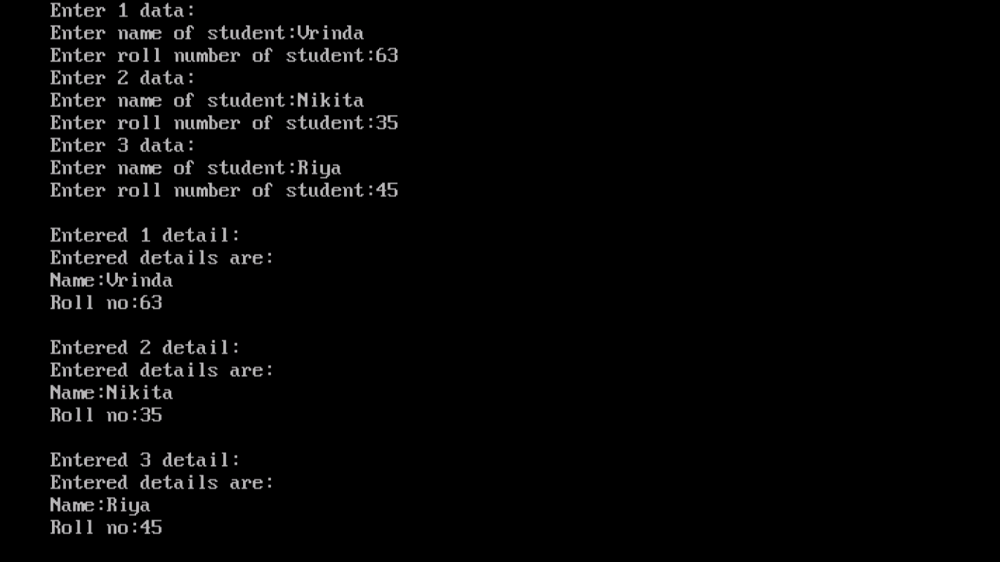 Enter 1 data:
Enter name of student:Vrinda
Enter roll number of student:63
Enter 2 data:
Enter name of student:Nikita
Enter roll number of student:35
Enter 3 data:
Enter name of student:Riya
Enter roll number of student:45
Entered 1 detail:
Entered details are:
Name:Vrinda
Roll no:63
Entered 2 detail:
Entered details are:
Name:Nikita
Roll no:35
Entered 3 detail:
Entered details are:
Name:Riya
Roll no:45